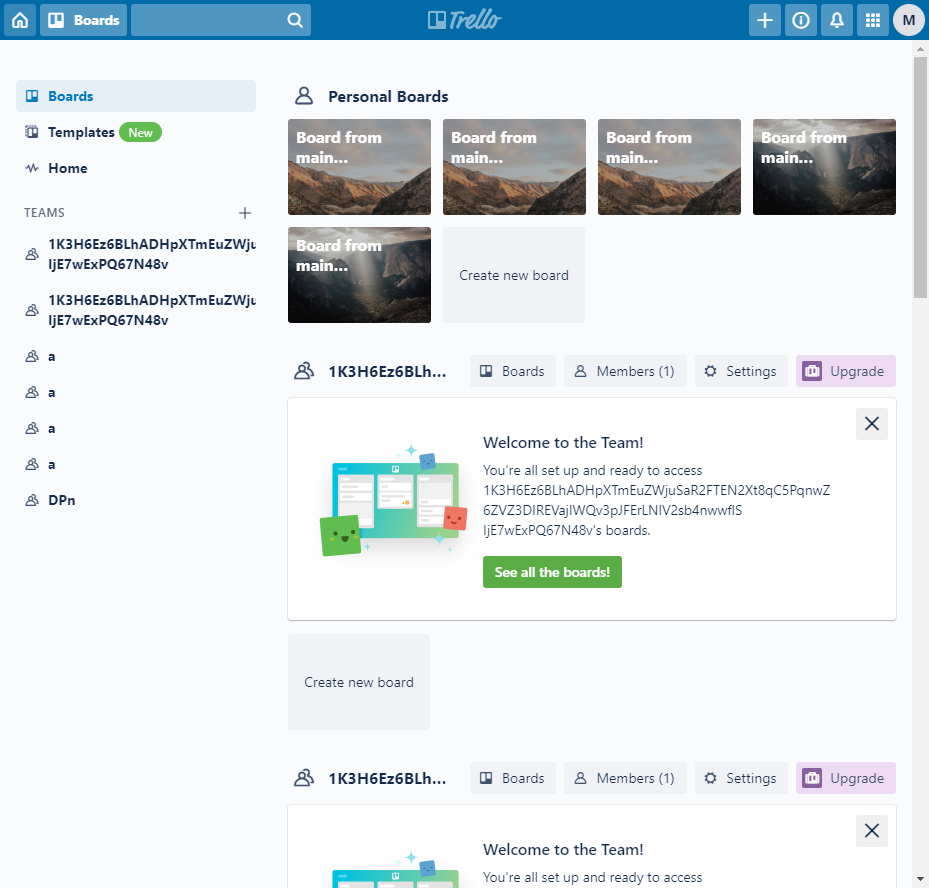 Boards
Trello
M
Boards
Templates New
Home
TEAMS
1K3H6Ez6BLhADHpXTmEuZWju
IjE7wExPQ67N48v
1K3H6Ez6BLhADHpXTmEuZWju
IjE7wExPQ67N48v
a
a
a
a
DPn
Personal Boards
Board from
main...
Board from
main...
Board from
main...
Board from
main...
Board from
main...
Create new board
1K3H6Ez6BLh...
Boards
Members (1)
Settings
Upgrade
Welcome to the Team!
You're all set up and ready to access
1K3H6Ez6BLhADHpXTmEuZWjuSaR2FTEN2Xt8qC5PqnwZ
6ZVZ3DIREVajIWQv3pJFErLNIV2sb4nwwflS
IjE7wExPQ67N48v's boards.
See all the boards!
Create new board
1K3H6Ez6BLh...
Boards
Members (1)
Settings
Upgrade
Welcome to the Team!
You're all set up and ready to access